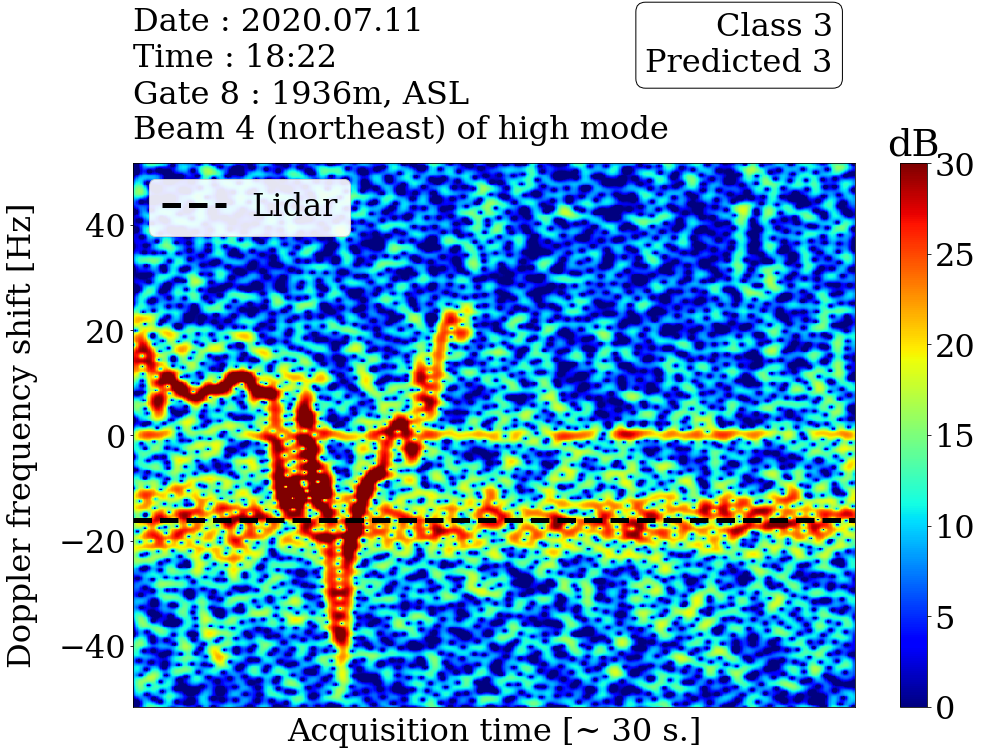 Date : 2020.07.11
Time : 18:22
Gate 8 : 1936m, ASL
Beam 4 (northeast) of high mode
Class 3
Predicted 3
dB
Lidar
Doppler frequency shift [Hz]
40
20
0
−20
−40
30
25
20
15
10
5
0
Acquisition time [~ 30 s.]